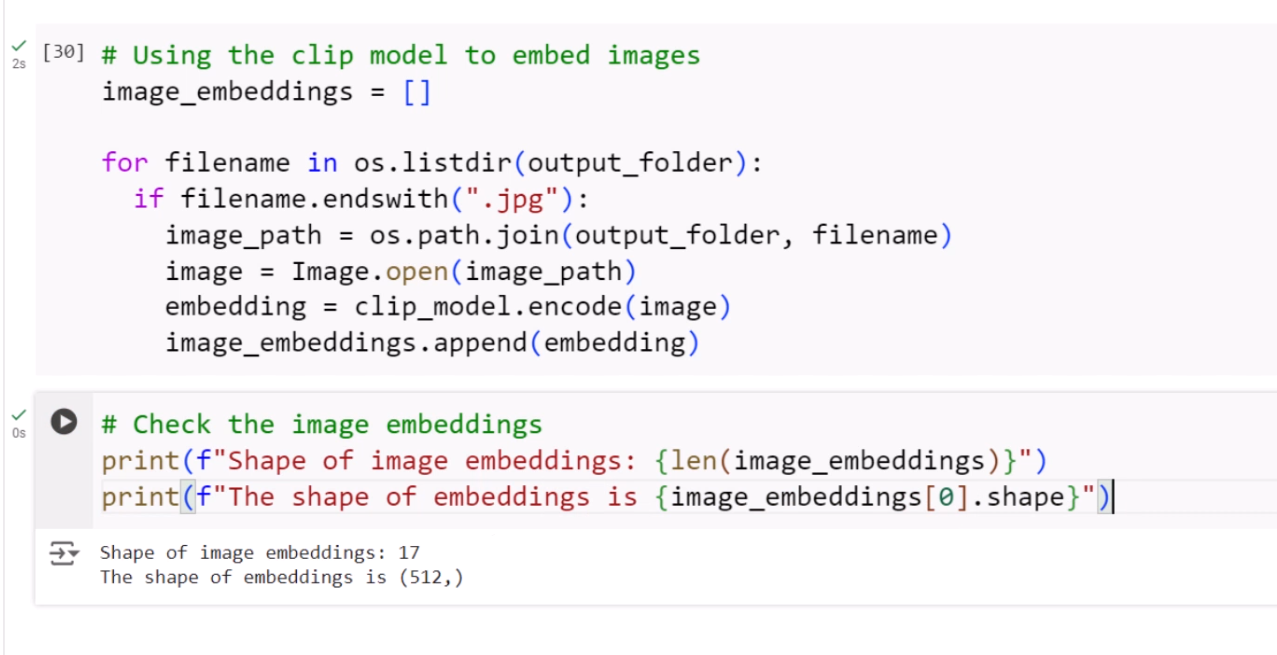 2s
[30] # Using the clip model to embed images
image_embeddings = []
for filename in os.listdir(output_folder):
if filename.endswith(".jpg"):
image_path = os.path.join(output_folder, filename)
image = Image.open(image_path)
embedding = clip_model.encode(image)
image_embeddings.append(embedding)
0s
# Check the image embeddings
print(f"Shape of image embeddings: {len(image_embeddings)}")
print(f"The shape of embeddings is {image_embeddings[0].shape}")
Shape of image embeddings: 17
The shape of embeddings is (512,)